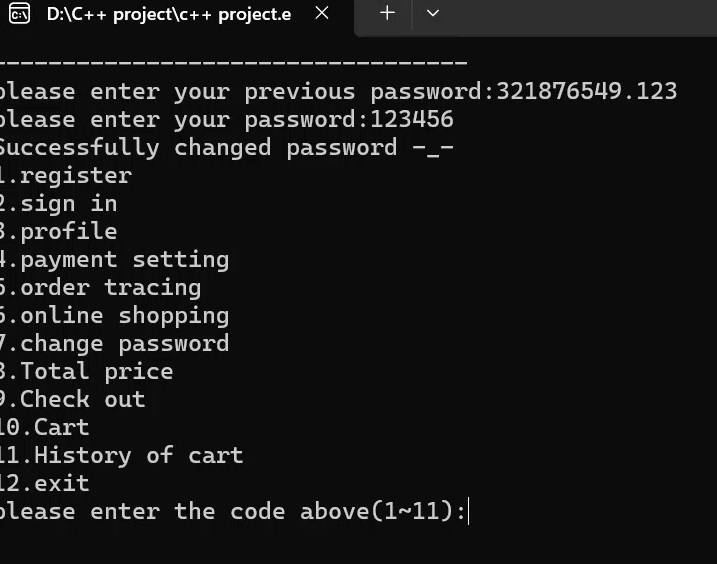 D:\C++ project\c++ project.e
----------------------------------
please enter your previous password:321876549.123
please enter your password:123456
Successfully changed password -_-
1.register
2.sign in
3.profile
4.payment setting
5.order tracing
6.online shopping
7.change password
8.Total price
9.Check out
10.Cart
11.History of cart
12.exit
please enter the code above(1~11):